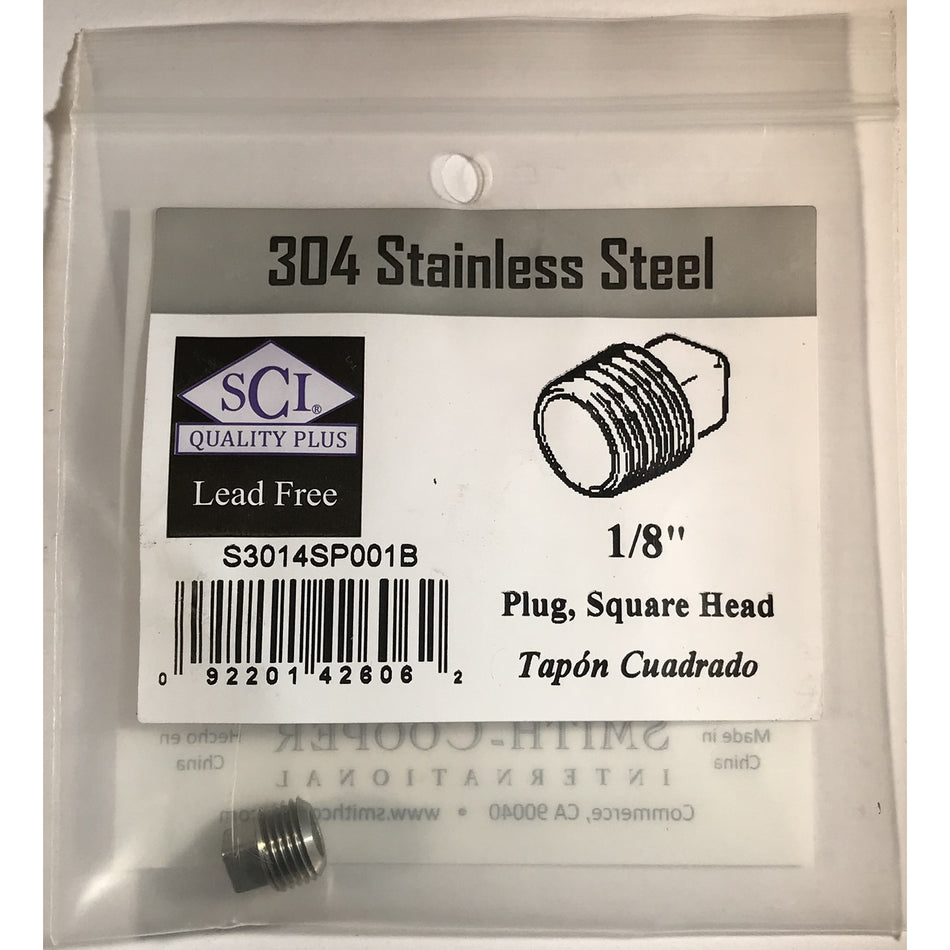 304 Stainless Steel
SCI®
QUALITY PLUS
Lead Free
S3014SP001B
0 92201 42606 2
1/8"
Plug, Square Head
Tapón Cuadrado
Hecho en
China
SMITH-COOPER
INTERNATIONAL
Made in
China
Commerce, CA 90040 • www.smithco
om